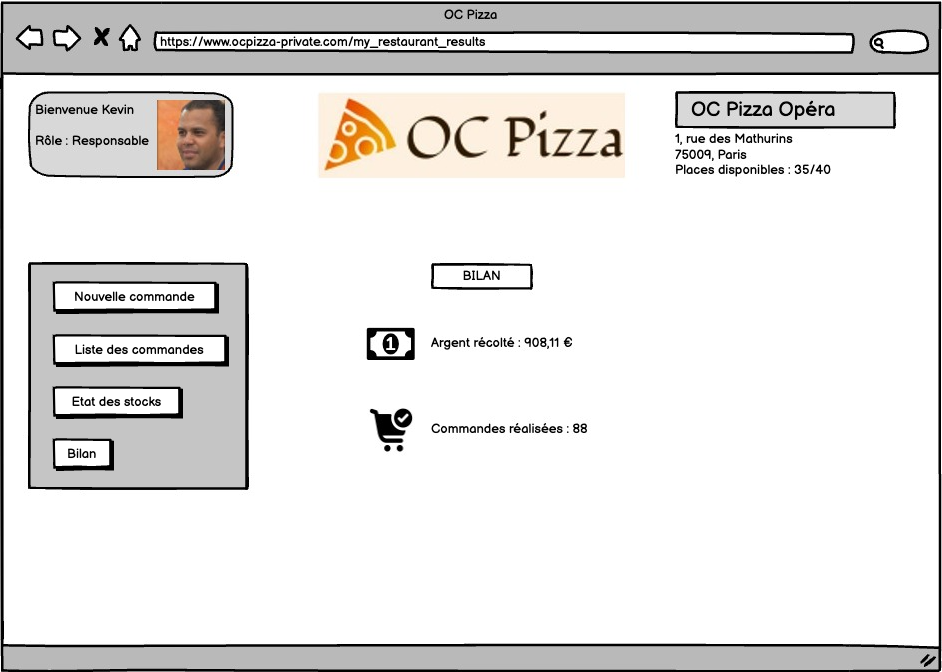 OC Pizza
https://www.ocpizza-private.com/my_restaurant_results
Bienvenue Kevin
Rôle : Responsable
OC Pizza
OC Pizza Opéra
1, rue des Mathurins
75009, Paris
Places disponibles : 35/40
Nouvelle commande
Liste des commandes
Etat des stocks
Bilan
BILAN
1
Argent récolté : 908,11 €
Commandes réalisées : 88